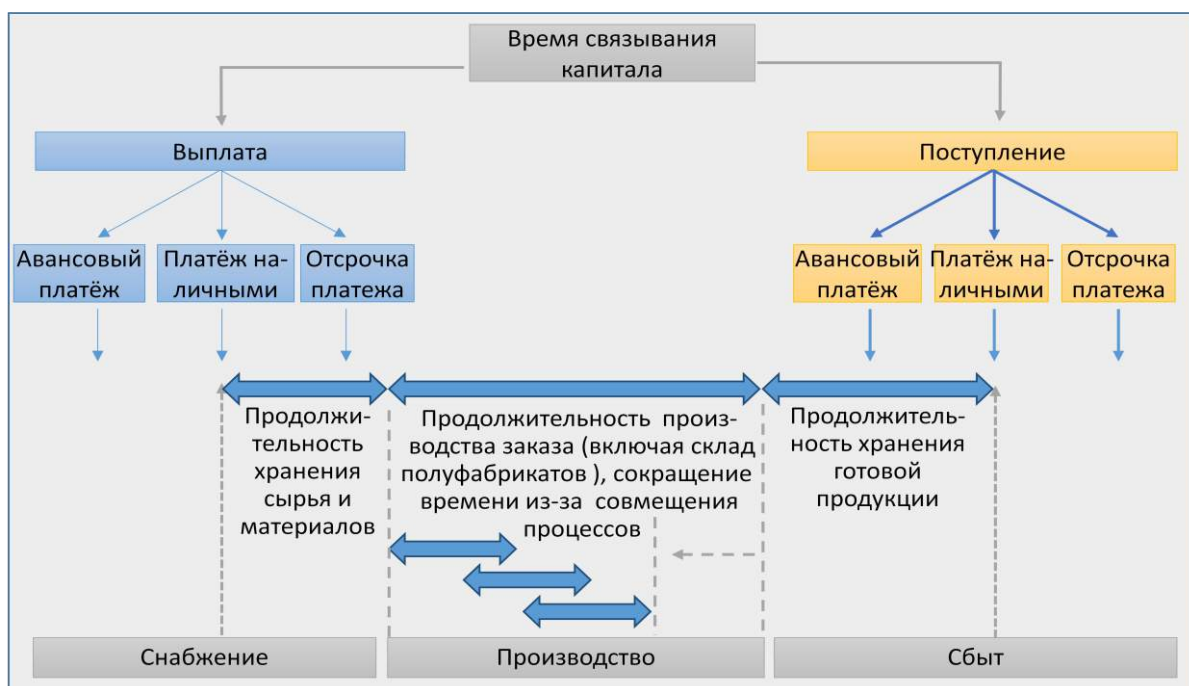 Время связывания
капитала
Выплата
Поступление
Авансовый
платёж
Платёж на-
личными
Отсрочка
платежа
Авансовый
платёж
Платёж на-
личными
Отсрочка
платежа
Продолжи-
тельность
хранения
сырья и
материалов
Продолжительность произ-
водства заказа (включая склад
полуфабрикатов ), сокращение
времени из-за совмещения
процессов
Продолжитель-
ность хранения
готовой
продукции
Снабжение
Производство
Сбыт